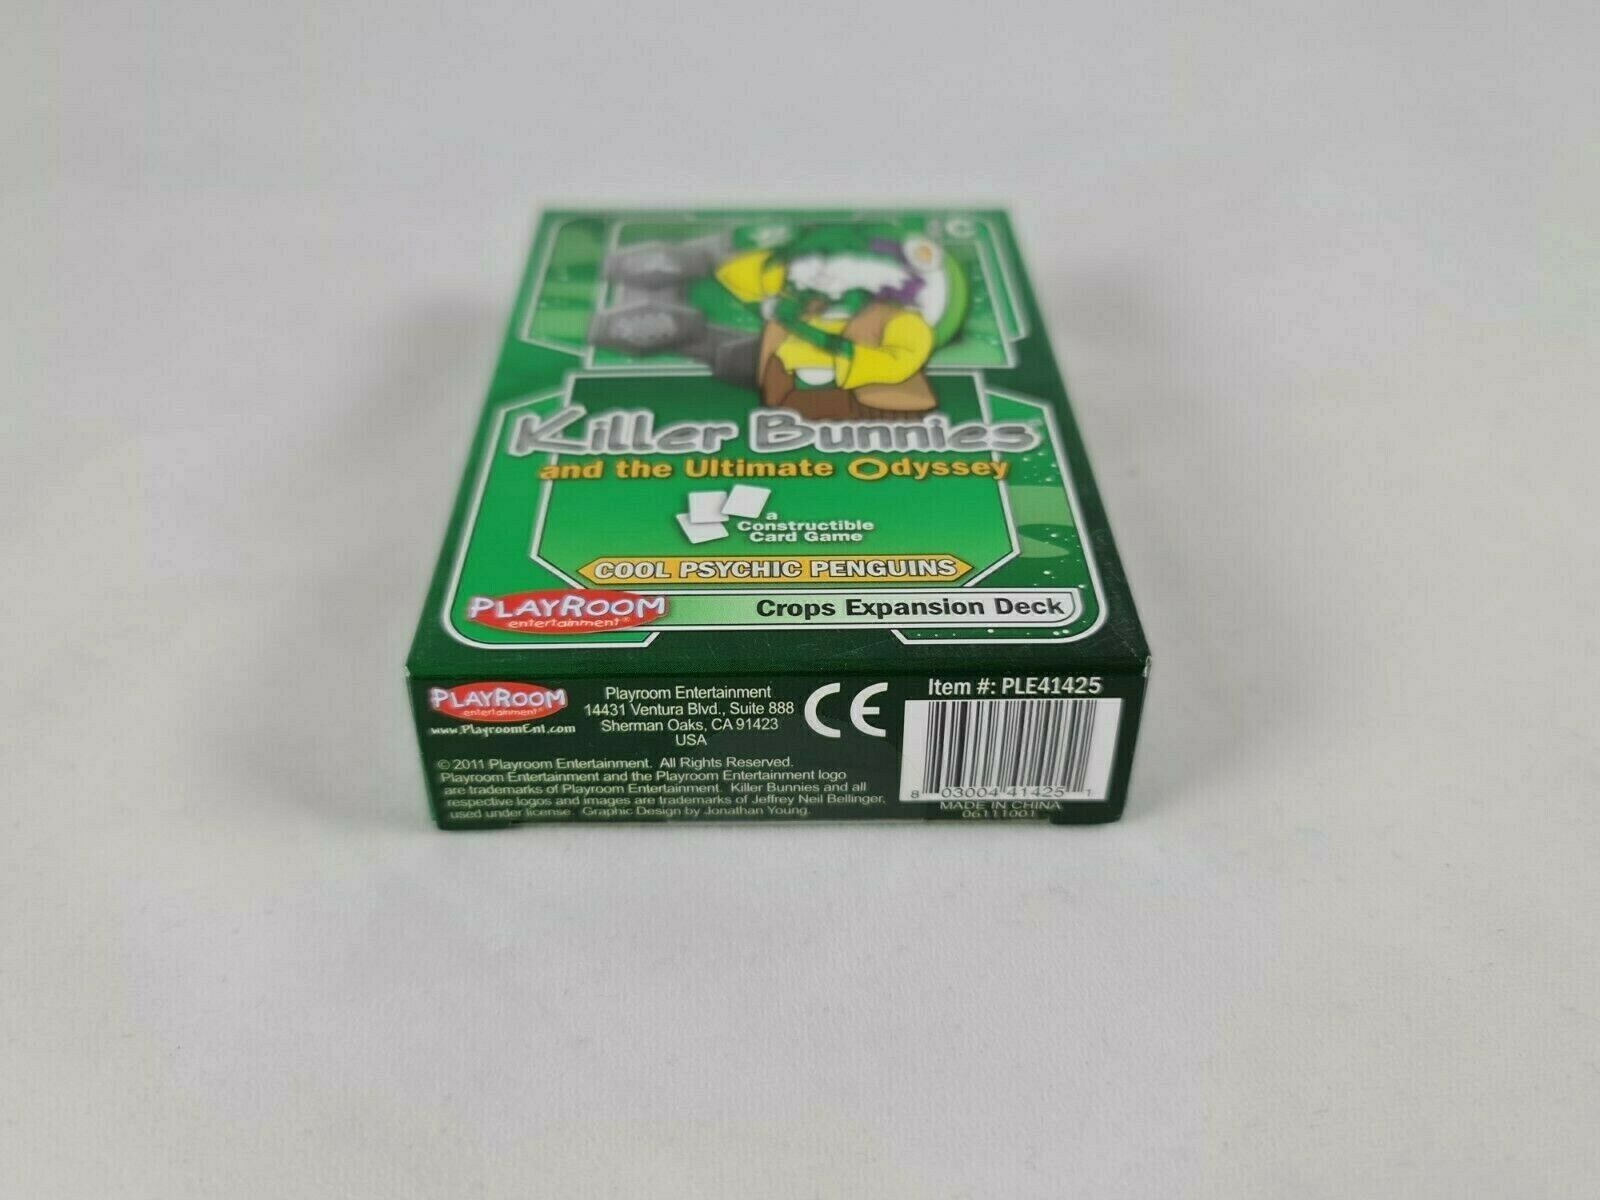 C
Killer Bunnies
and the Ultimate Odyssey
a
Constructible
Card Game
COOL PSYCHIC PENGUINS
PLAYROOM
entertainment®
Crops Expansion Deck
PLAYROOM
entertainment
www.PlayroomEnt.com
Playroom Entertainment
14431 Ventura Blvd., Suite 888
Sherman Oaks, CA 91423
USA
CE
Item #: PLE41425
© 2011 Playroom Entertainment. All Rights Reserved.
Playroom Entertainment and the Playroom Entertainment logo
are trademarks of Playroom Entertainment. Killer Bunnies and all
respective logos and images are trademarks of Jeffrey Neil Bellinger,
used under license. Graphic Design by Jonathan Young.
8 03004 41425 1
MADE IN CHINA
06111001